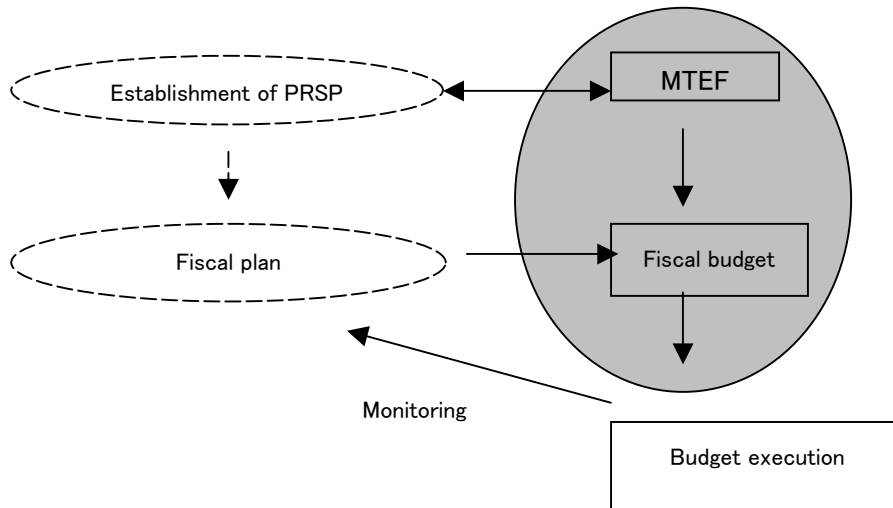 Establishment of PRSP
MTEF
Fiscal plan
Fiscal budget
Monitoring
Budget execution